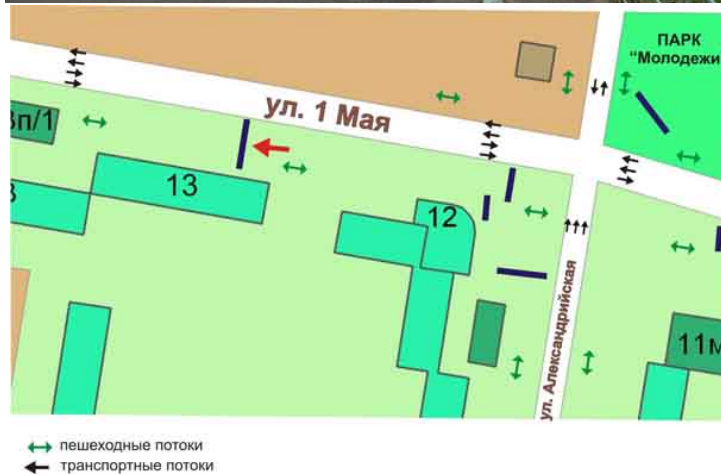 ПАРК
"Молодежи
ул. 1 Мая
3п/1
13
12
ул. Александрийская
11м
пешеходные потоки
транспортные потоки